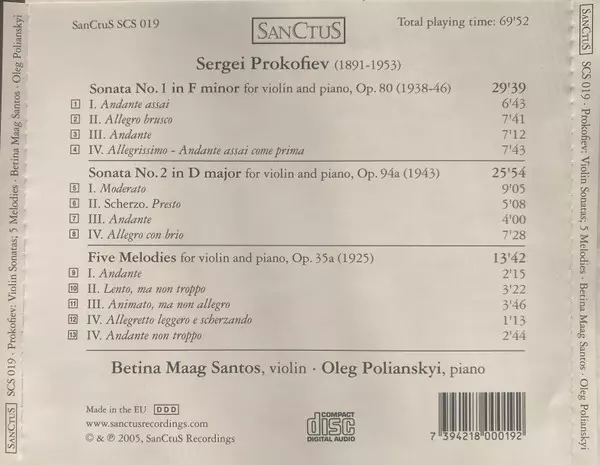 SanCtuS SCS 019
SANCTUS
Total playing time: 69'52
Sergei Prokofiev (1891-1953)
Sonata No. 1 in F minor for violin and piano, Op. 80 (1938-46) 29'39
1 I. Andante assai 6'43
2 II. Allegro brusco 7'41
3 III. Andante 7'12
4 IV. Allegrissimo - Andante assai come prima 7'43
Sonata No. 2 in D major for violin and piano, Op. 94a (1943) 25'54
5 I. Moderato 9'05
6 II. Scherzo. Presto 5'08
7 III. Andante 4'00
8 IV. Allegro con brio 7'28
Five Melodies for violin and piano, Op. 35a (1925) 13'42
9 I. Andante 2'15
10 II. Lento, ma non troppo 3'22
11 III. Animato, ma non allegro 3'46
12 IV. Allegretto leggero e scherzando 1'13
13 IV. Andante non troppo 2'44
Betina Maag Santos, violin · Oleg Polianskyi, piano
Made in the EU DDD
www.sanctusrecordings.com
© & ℗ 2005, SanCtuS Recordings
COMPACT
disc
DIGITAL AUDIO
7 394218 000192
SANCTUS SCS 019 · Prokofiev: Violin Sonatas; 5 Melodies · Betina Maag Santos · Oleg Polianskyi
SANCTUS SCS 019 · Prokofiev: Violin Sonatas; 5 Melodies · Betina Maag Santos · Oleg Polianskyi